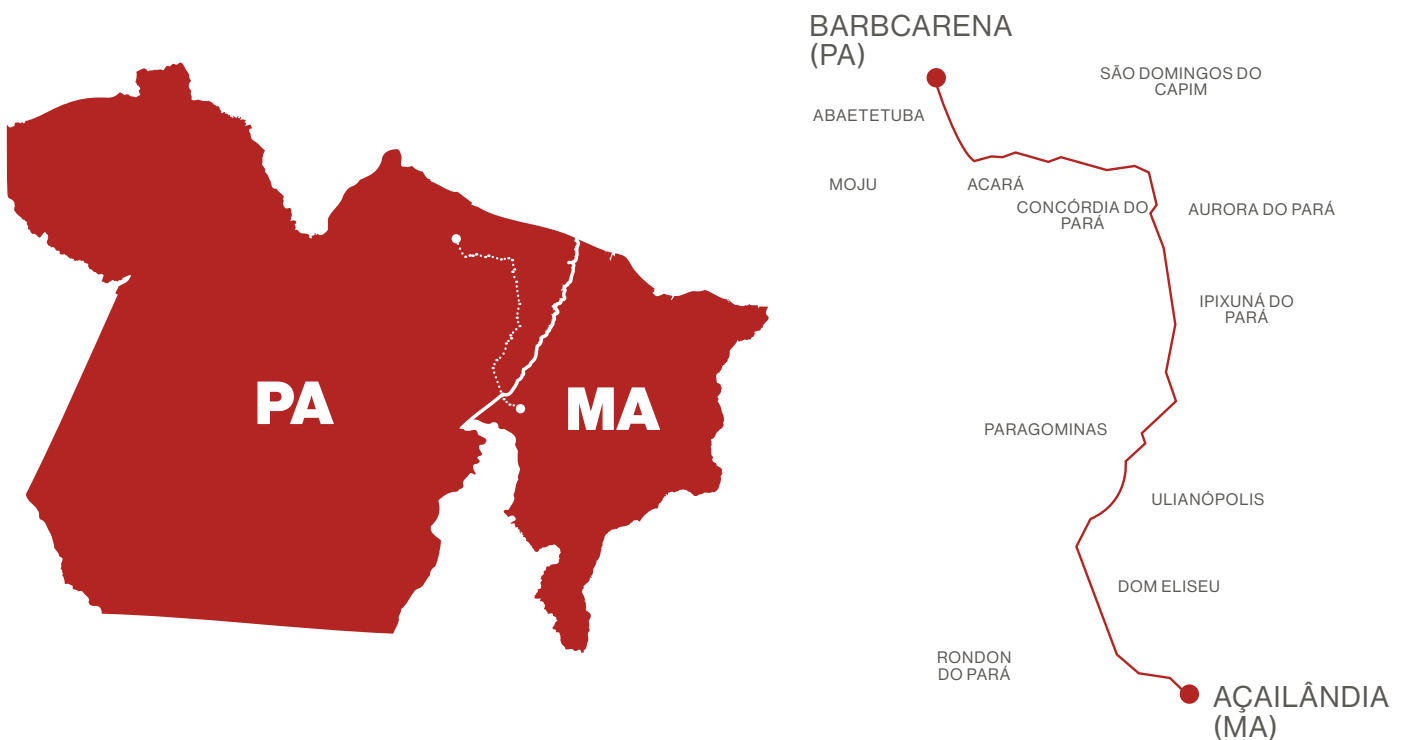 PA
MA
BARBCARENA
(PA)
SÃO DOMINGOS DO
CAPIM
ABAETETUBA
MOJU
ACARÁ
CONCÓRDIA DO
PARÁ
AURORA DO PARÁ
IPIXUNÁ DO
PARÁ
PARAGOMINAS
ULIANÓPOLIS
DOM ELISEU
RONDON
DO PARÁ
AÇAILÂNDIA
(MA)